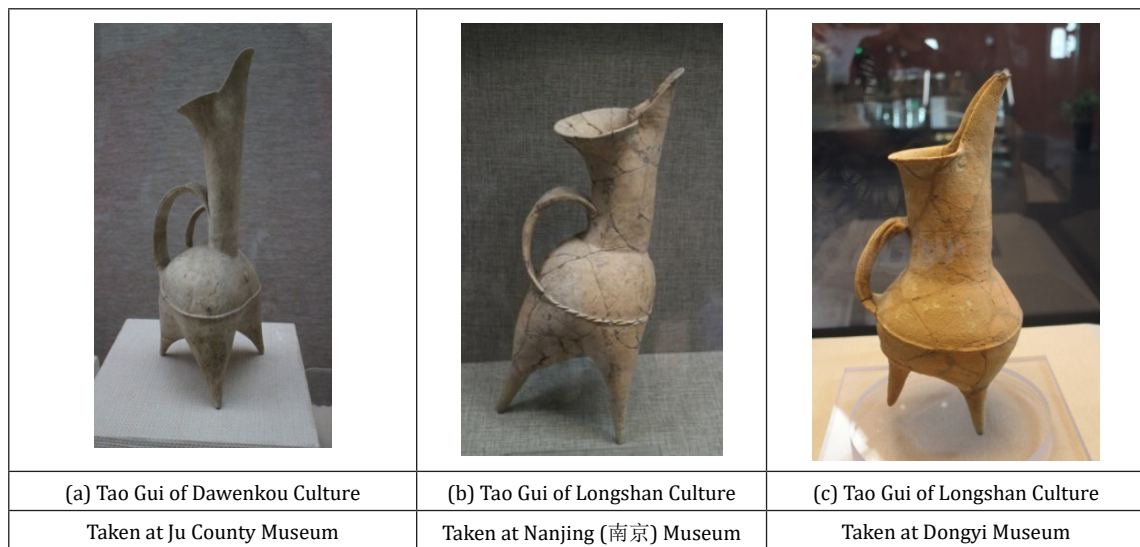 (a) Tao Gui of Dawenkou Culture
(b) Tao Gui of Longshan Culture
(c) Tao Gui of Longshan Culture
Taken at Ju County Museum
Taken at Nanjing (南京) Museum
Taken at Dongyi Museum